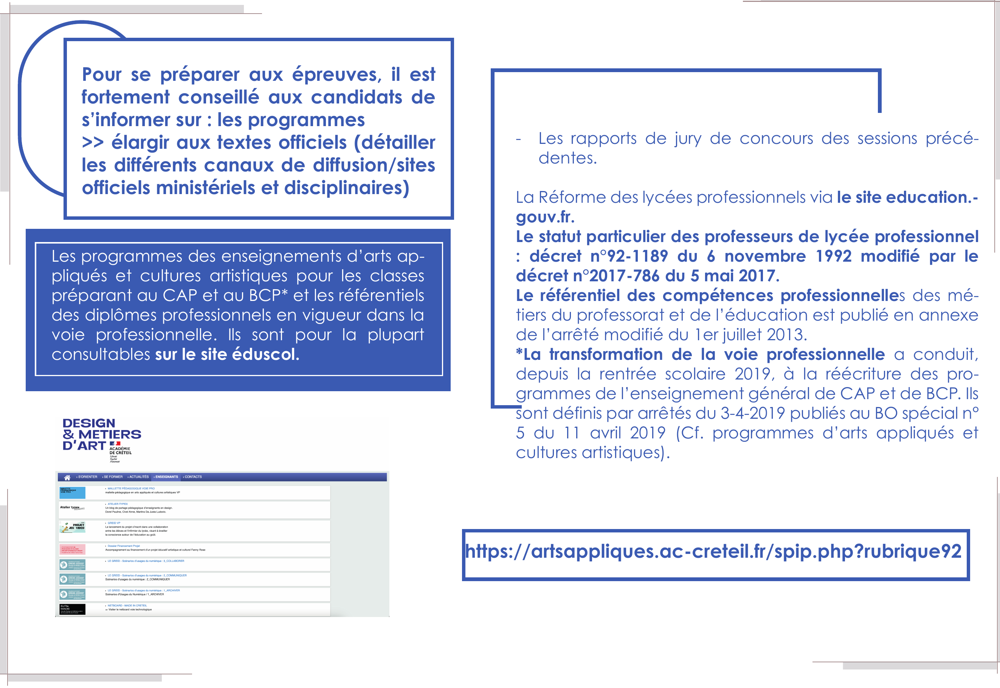 Pour se préparer aux épreuves, il est
fortement conseillé aux candidats de
s'informer sur : les programmes
>> élargir aux textes officiels (détailler
les différents canaux de diffusion/sites
officiels ministériels et disciplinaires)
Les programmes des enseignements d'arts ap-
pliqués et cultures artistiques pour les classes
préparant au CAP et au BCP* et les référentiels
des diplômes professionnels en vigueur dans la
voie professionnelle. Ils sont pour la plupart
consultables sur le site éduscol.
DESIGN
& METIERS
D'ART
ACADÉMIE
DE CRÉTEIL
Liberté
Égalité
Fraternité
S'ORIENTER SE FORMER ACTUALITÉS ENSEIGNANTS CONTACTS
MALETTE
PÉDAGOGIQUE
VOIE PRO
MALLETTE PÉDAGOGIQUE VOIE PRO
mallette pédagogique en arts appliqués et cultures artistiques VP
Atelier typex
ATELIER TYPEX
Un blog de partage pédagogique d'enseignants en design.
Dorel Pauline, Civel Anne, Martins Da Justa Ludovic.
PROJET
JEU VIDEO
GREID VP
Le lancement du projet s'inscrit dans une collaboration
entre les élèves et l'infirmier du lycée, visant à éveiller
la conscience autour de l'éducation au goût.
Dossier Financement Projet
Accompagnement au financement d'un projet éducatif artistique et culturel Fanny Rose
GREID
LE GREID - Scénarios d'usages du numérique : 3_COLLABORER
GREID
LE GREID - Scénarios d'usages du numérique : 2_COMMUNIQUER
Scénarios d'usages du numérique : 2_COMMUNIQUER
GREID
LE GREID - Scénarios d'usages du numérique : 1_ARCHIVER
Scénarios d'Usages du Numérique / 1_ARCHIVER
MADE
NETBOARD - MADE IN CRETEIL
Visiter le netboard voie technologique
- Les rapports de jury de concours des sessions précé-
dentes.
La Réforme des lycées professionnels via le site education.-
gouv.fr.
Le statut particulier des professeurs de lycée professionnel
: décret n°92-1189 du 6 novembre 1992 modifié par le
décret n°2017-786 du 5 mai 2017.
Le référentiel des compétences professionnelles des mé-
tiers du professorat et de l'éducation est publié en annexe
de l'arrêté modifié du 1er juillet 2013.
*La transformation de la voie professionnelle a conduit,
depuis la rentrée scolaire 2019, à la réécriture des pro-
grammes de l'enseignement général de CAP et de BCP. Ils
sont définis par arrêtés du 3-4-2019 publiés au BO spécial n°
5 du 11 avril 2019 (Cf. programmes d'arts appliqués et
cultures artistiques).
https://artsappliques.ac-creteil.fr/spip.php?rubrique92